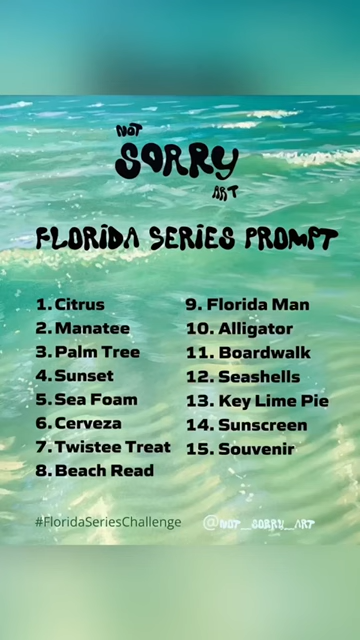 NOT
SORRY
ART
FLORIDA SERIES PROMPT
1. Citrus
2. Manatee
3. Palm Tree
4. Sunset
5. Sea Foam
6. Cerveza
7. Twistee Treat
8. Beach Read
9. Florida Man
10. Alligator
11. Boardwalk
12. Seashells
13. Key Lime Pie
14. Sunscreen
15. Souvenir
#FloridaSeriesChallenge
@NOT_SORRY_ART